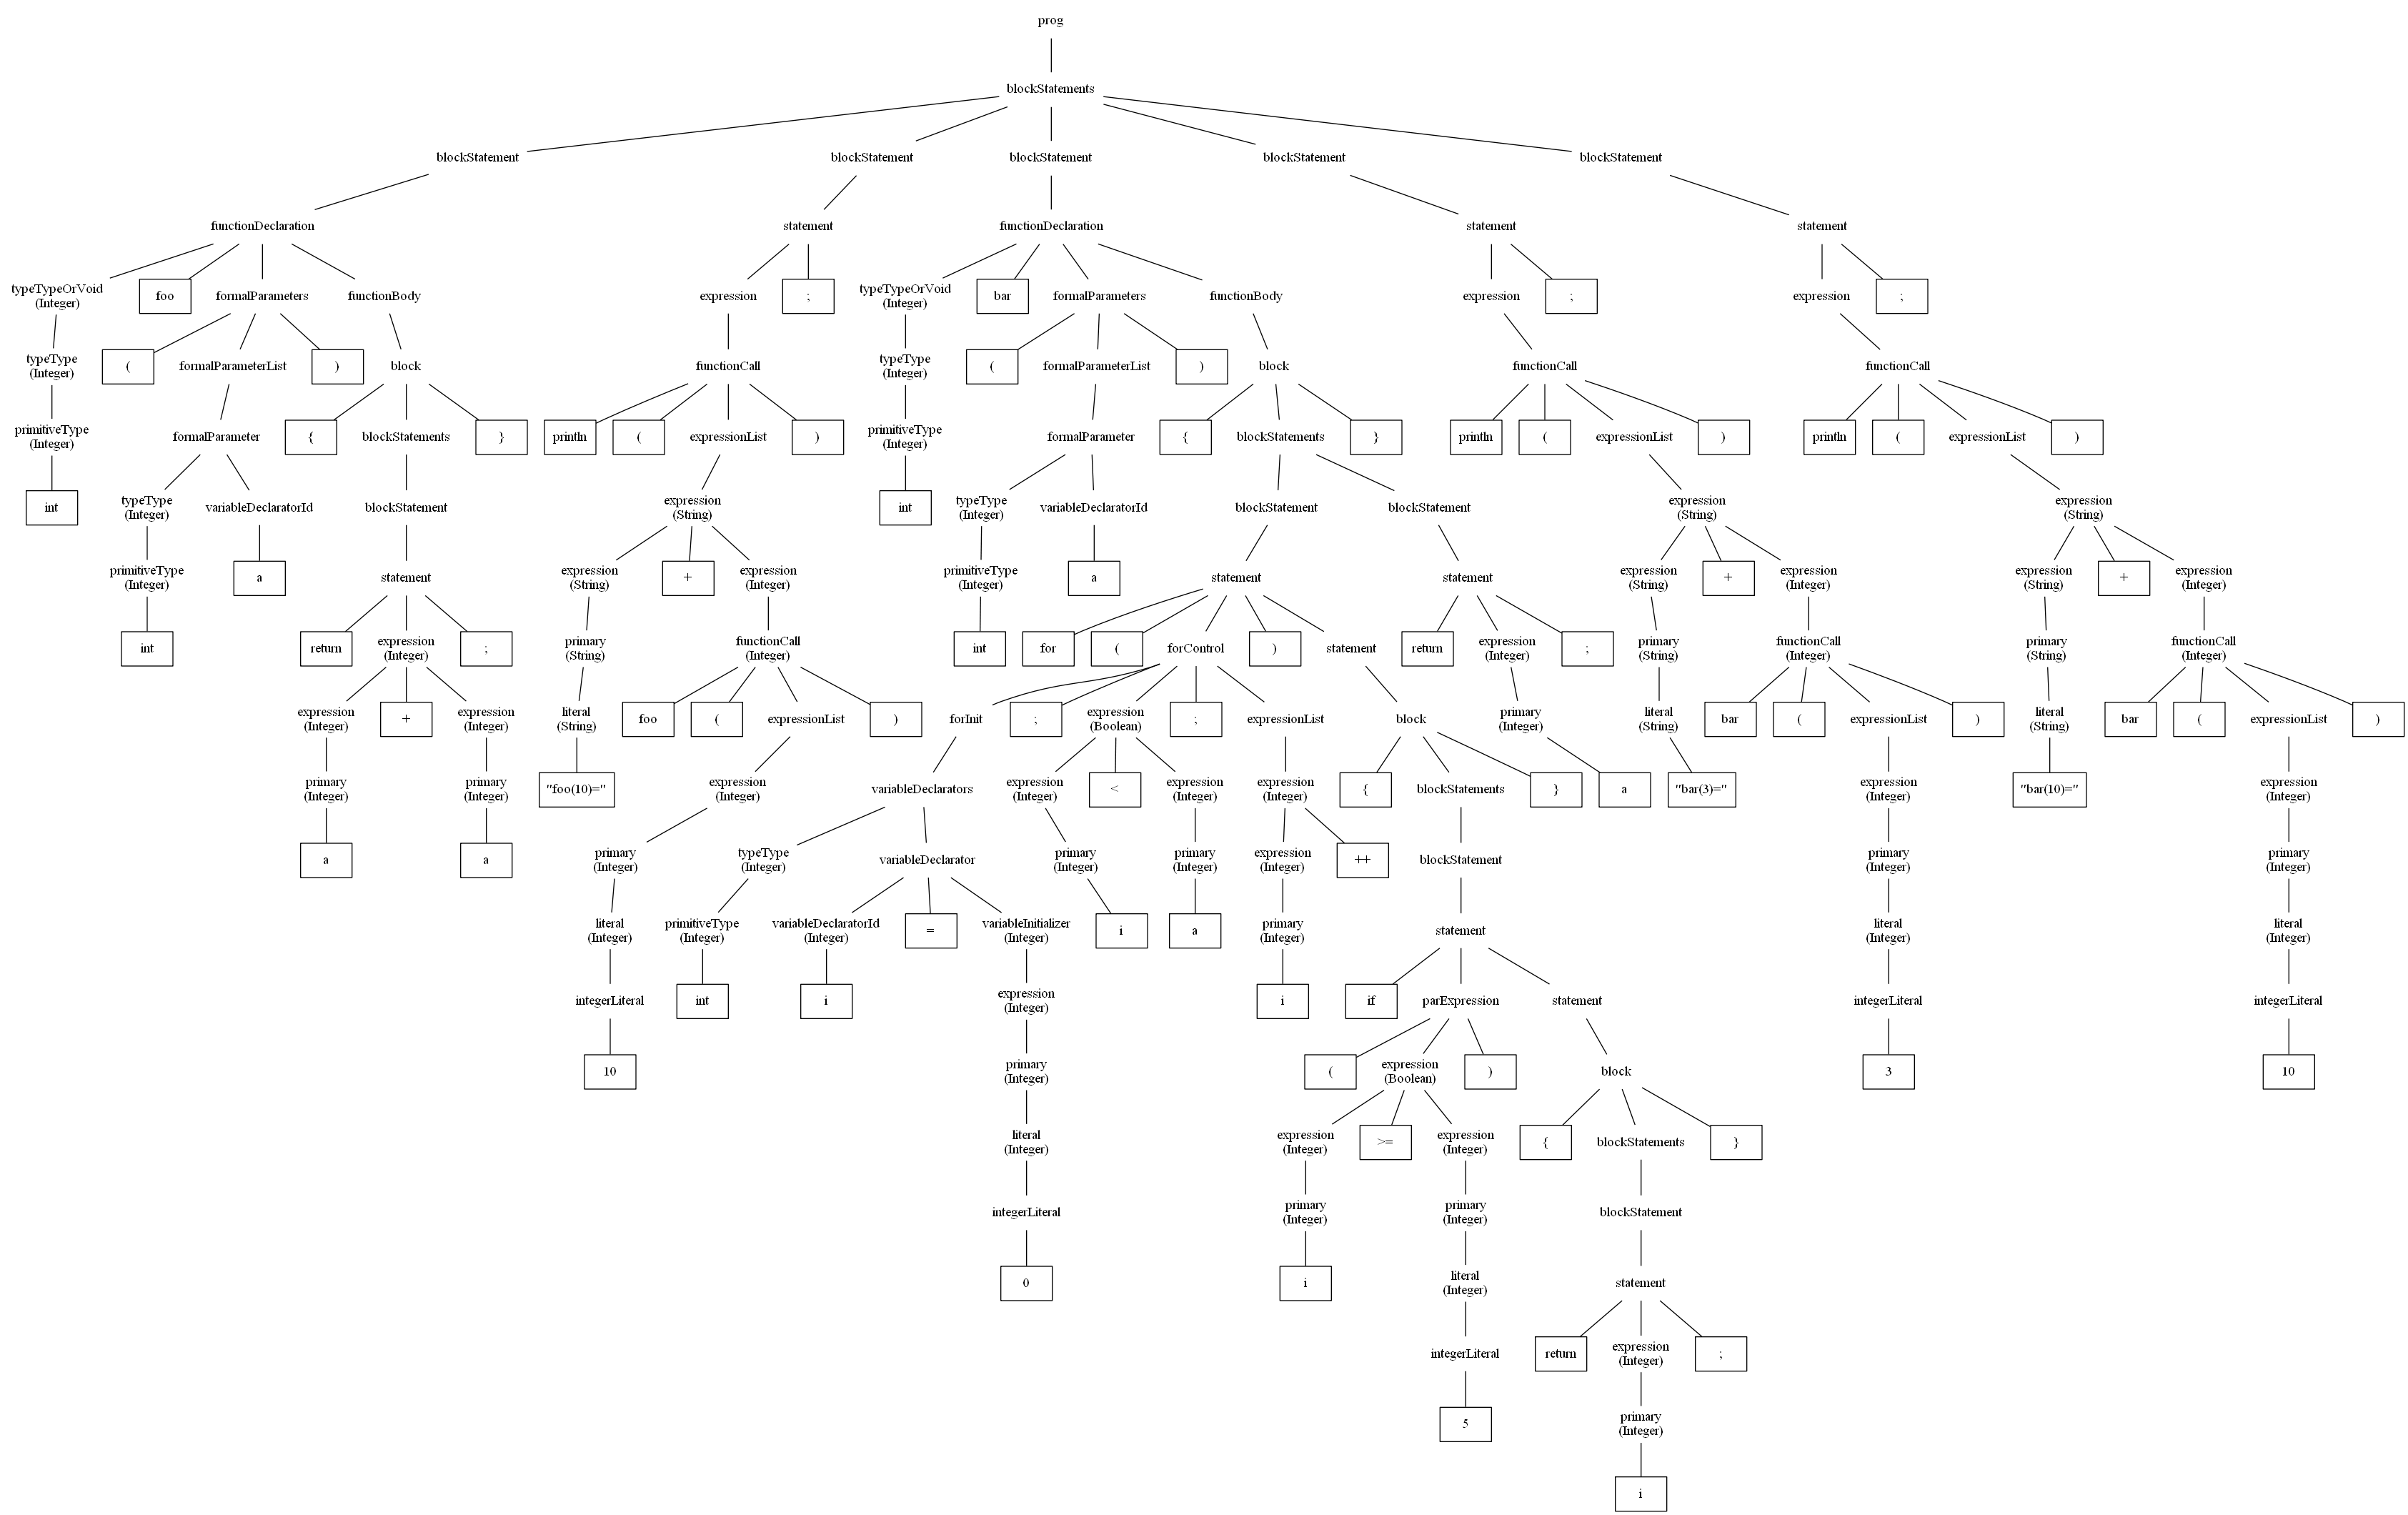 prog
blockStatements
blockStatement blockStatement blockStatement blockStatement blockStatement
functionDeclaration statement functionDeclaration statement statement
typeTypeOrVoid foo formalParameters functionBody expression ; typeTypeOrVoid bar formalParameters functionBody expression ; expression ;
(Integer) (Integer)
typeType ( formalParameterList ) block functionCall typeType ( formalParameterList ) block functionCall functionCall
(Integer) (Integer)
primitiveType formalParameter { blockStatements } println ( expressionList ) primitiveType formalParameter { blockStatements } println ( expressionList ) println ( expressionList )
(Integer) (Integer)
int typeType variableDeclaratorId blockStatement expression int typeType variableDeclaratorId blockStatement blockStatement expression expression
(Integer) (String) (Integer) (String) (String)
primitiveType a statement expression + expression primitiveType a statement statement expression + expression expression + expression
(Integer) (String) (Integer) (Integer) (String) (Integer) (String) (Integer)
int return expression ; primary functionCall int for ( forControl ) statement return expression ; primary functionCall primary functionCall
(Integer) (String) (Integer) (Integer) (String) (Integer) (String) (Integer)
expression + expression literal foo ( expressionList ) forInit ; expression ; expressionList block primary literal bar ( expressionList ) literal bar ( expressionList )
(Integer) (Integer) (String) (Boolean) (Integer) (String) (String)
primary primary "foo(10)=" expression variableDeclarators expression < expression expression { blockStatements } a "bar(3)=" expression "bar(10)=" expression
(Integer) (Integer) (Integer) (Integer) (Integer) (Integer) (Integer) (Integer)
a a primary typeType variableDeclarator primary primary expression ++ blockStatement primary primary
(Integer) (Integer) (Integer) (Integer) (Integer) (Integer) (Integer)
literal primitiveType variableDeclaratorId = variableInitializer i a primary statement literal literal
(Integer) (Integer) (Integer) (Integer) (Integer) (Integer) (Integer)
integerLiteral int i expression i if parExpression statement integerLiteral integerLiteral
(Integer)
10 primary ( expression ) block 3 10
(Integer) (Boolean)
literal expression >= expression { blockStatements }
(Integer) (Integer) (Integer)
integerLiteral primary primary blockStatement
(Integer) (Integer)
0 i literal statement
(Integer)
integerLiteral return expression ;
(Integer)
5 primary
(Integer)
i